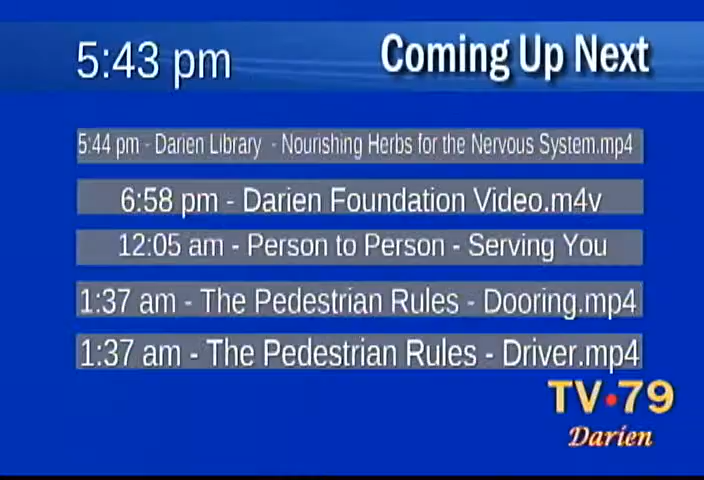 5:43 pm
Coming Up Next
5:44 pm - Darien Library - Nourishing Herbs for the Nervous System.mp4
6:58 pm - Darien Foundation Video.m4v
12:05 am - Person to Person - Serving You
1:37 am - The Pedestrian Rules - Dooring.mp4
1:37 am - The Pedestrian Rules - Driver.mp4
TV•79
Darien